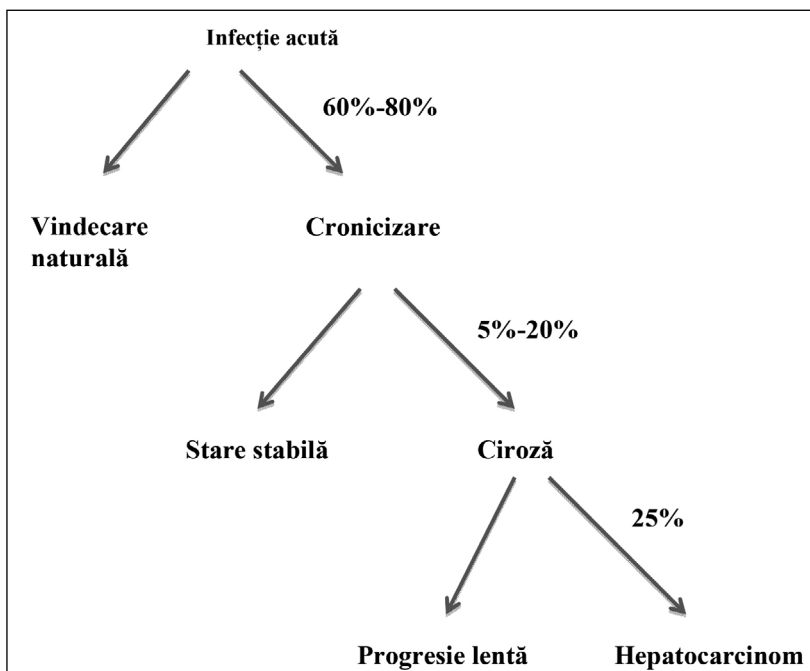 Infecție acută
60%-80%
Vindecare
naturală
Cronicizare
5%-20%
Stare stabilă
Ciroză
25%
Progresie lentă
Hepatocarcinom